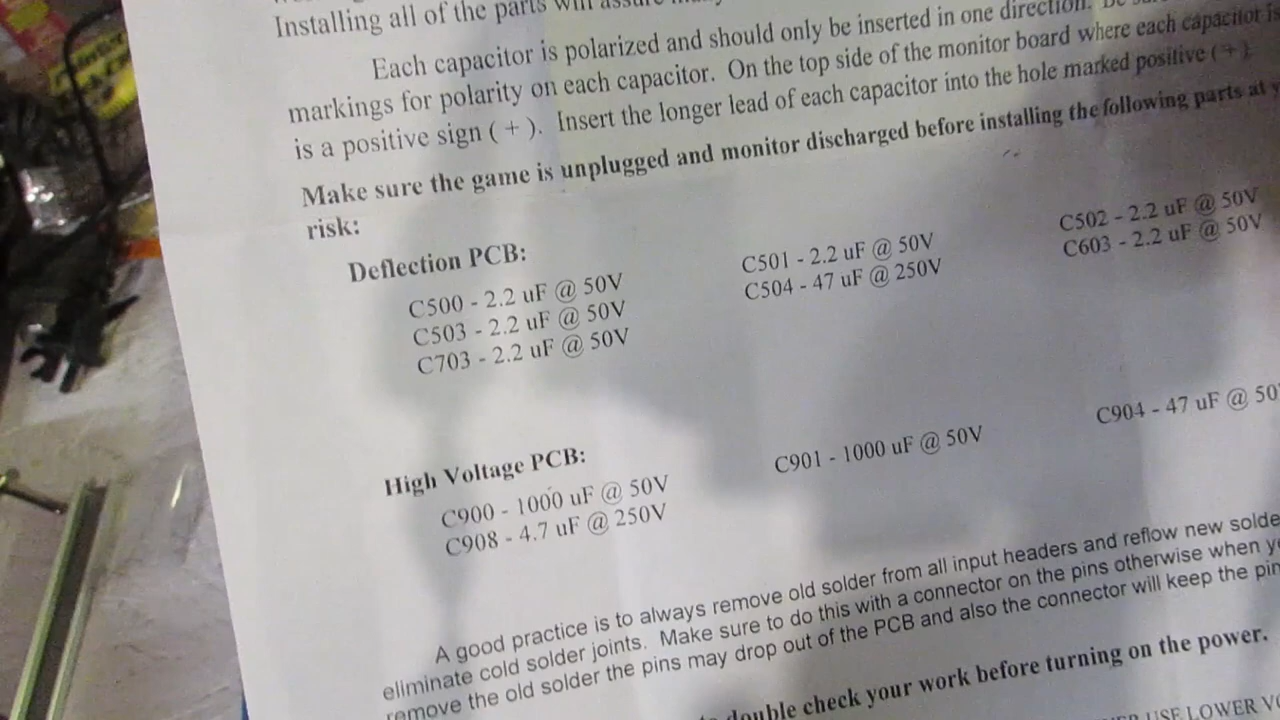 Installing all of the parts will assure
Each capacitor is polarized and should only be inserted in one direction.
markings for polarity on each capacitor. On the top side of the monitor board where each capacitor is
is a positive sign ( + ). Insert the longer lead of each capacitor into the hole marked positive ( + ).
Make sure the game is unplugged and monitor discharged before installing the following parts at
risk:
Deflection PCB:
C500 - 2.2 uF @ 50V C501 - 2.2 uF @ 50V C502 - 2.2 uF @ 50V
C503 - 2.2 uF @ 50V C504 - 47 uF @ 250V C603 - 2.2 uF @ 50V
C703 - 2.2 uF @ 50V
High Voltage PCB:
C900 - 1000 uF @ 50V C901 - 1000 uF @ 50V C904 - 47 uF @ 50
C908 - 4.7 uF @ 250V
A good practice is to always remove old solder from all input headers and reflow new solde
eliminate cold solder joints. Make sure to do this with a connector on the pins otherwise when y
remove the old solder the pins may drop out of the PCB and also the connector will keep the pin
double check your work before turning on the power.
USE LOWER